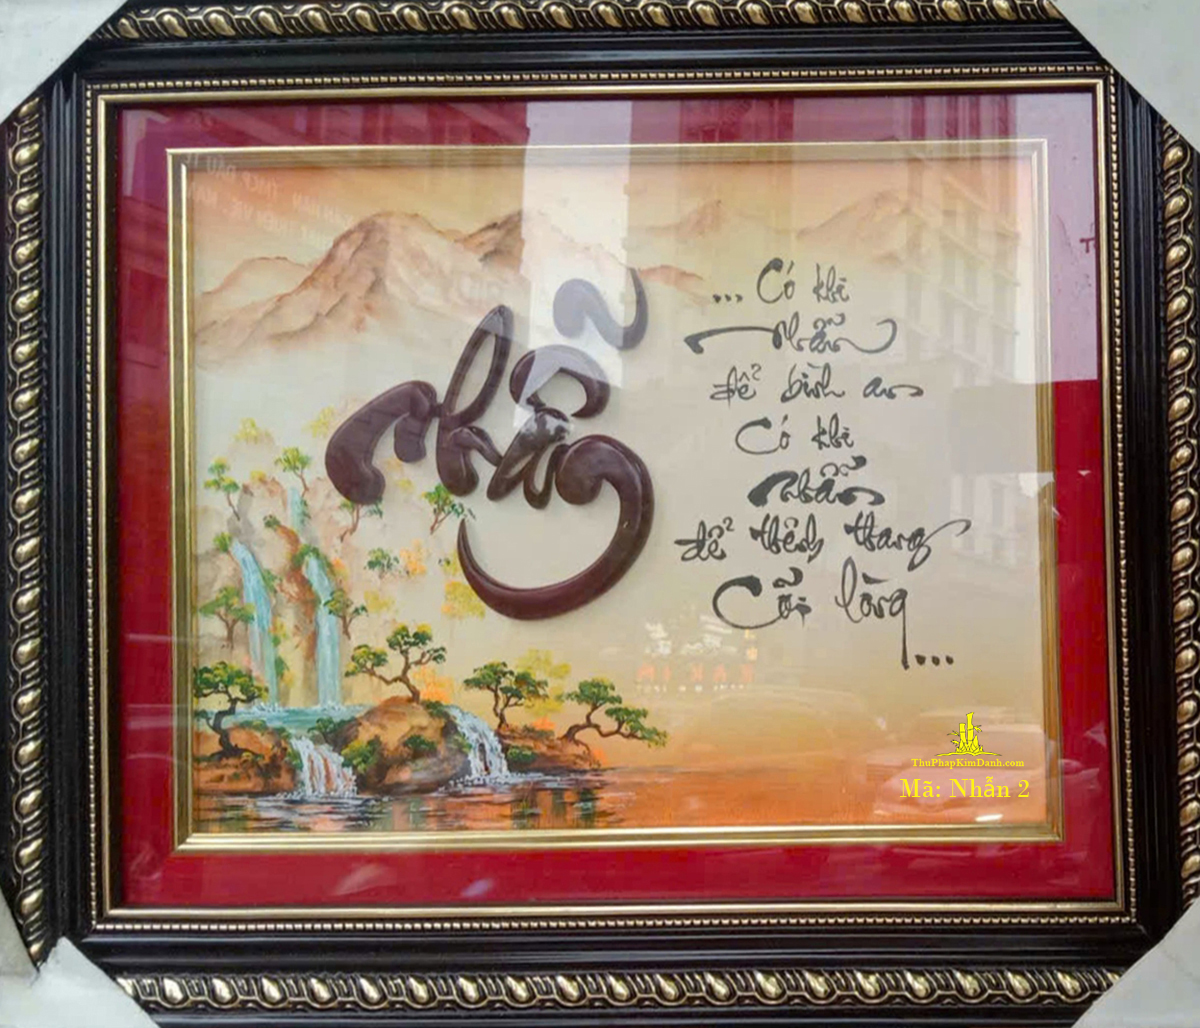 Nhẫn
... Có khi
nhẫn
để bình an
Có khi
nhẫn
để thênh thang
Cõi lòng...
ThuPhapKimDanh.com
Mã: Nhẫn 2